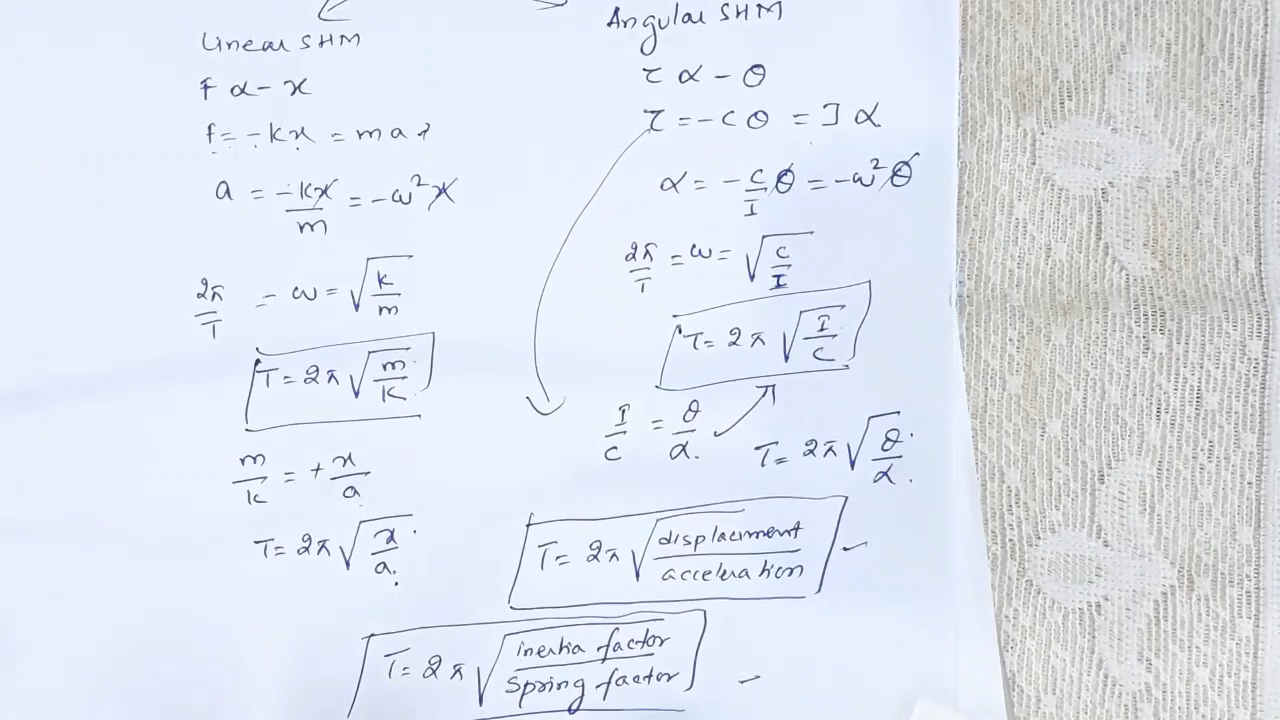 Linear SHM
F α - x
f = -kx = ma
a = -kx/m = -ω²x
2π/T = ω = √(k/m)
T = 2π √(m/k)
m/k = + x/a
T = 2π √(x/a)
Angular SHM
τ α - θ
τ = -cθ = I α
α = - c/I θ = -ω²θ
2π/T = ω = √(c/I)
T = 2π √(I/c)
I/c = θ/α.
T = 2π √(θ/α).
T = 2π √(displacement/acceleration)
T = 2π √(inertia factor/Spring factor)